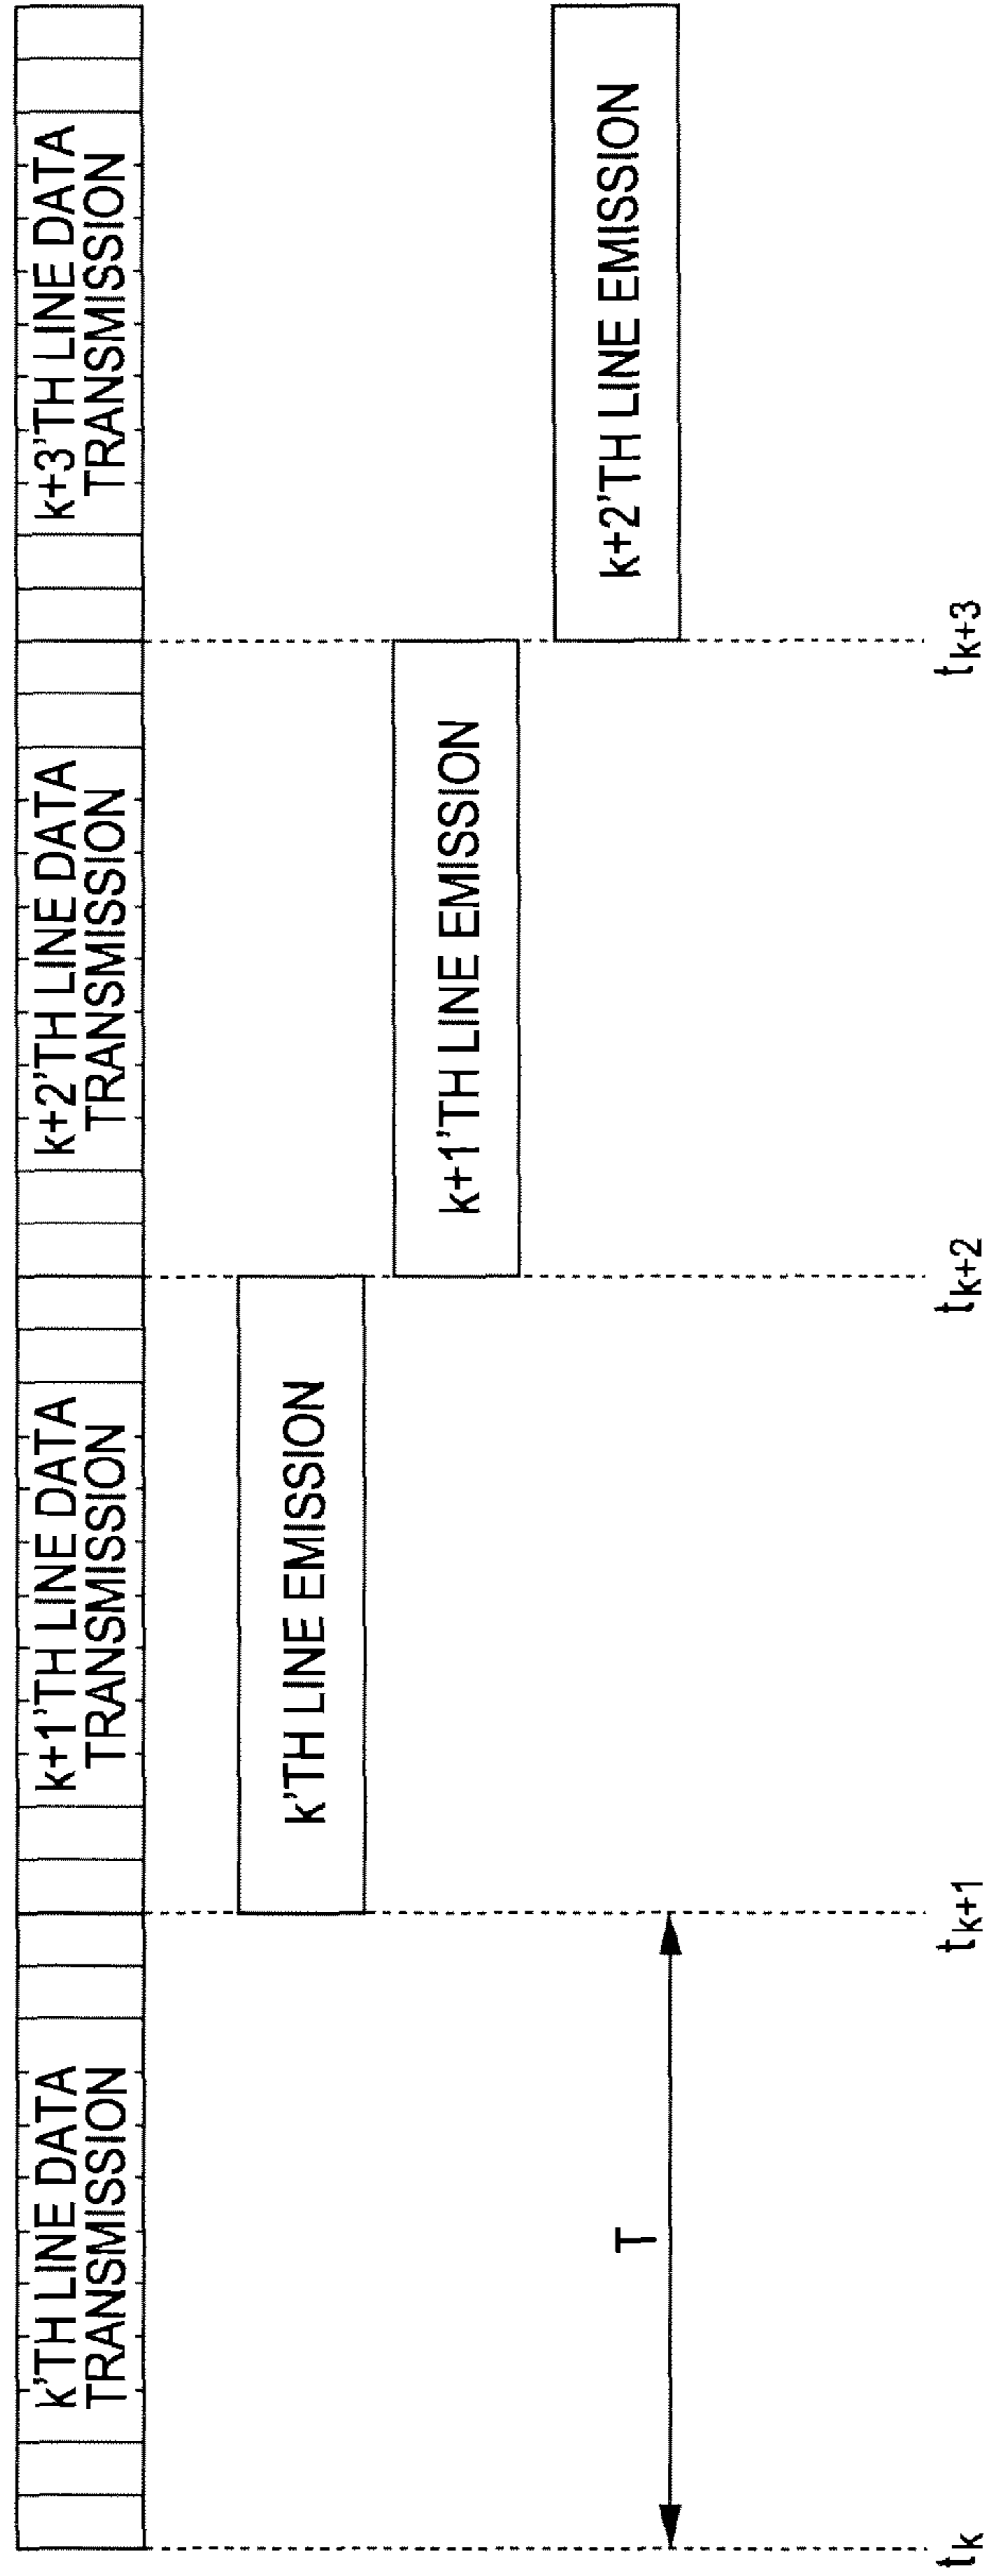 k'TH LINE DATA
TRANSMISSION
k+1'TH LINE DATA
TRANSMISSION
k+2'TH LINE DATA
TRANSMISSION
k+3'TH LINE DATA
TRANSMISSION
k'TH LINE EMISSION
k+1'TH LINE EMISSION
k+2'TH LINE EMISSION
T
tk
tk+1
tk+2
tk+3